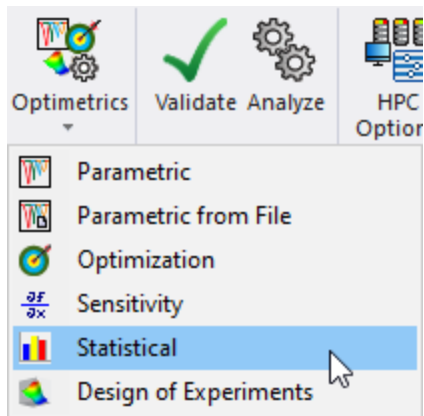 Optimetrics
Validate
Analyze
HPC
Option
Parametric
Parametric from File
Optimization
∂f
∂x
Sensitivity
Statistical
Design of Experiments